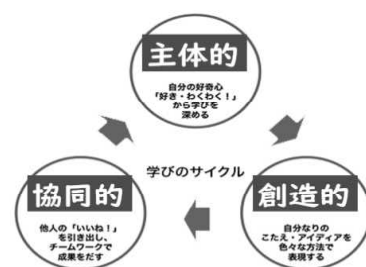 主体的
自分の好奇心
「好き・わくわく！」
から学びを
深める
学びのサイクル
協同的
他人の「いいね！」
を引き出し、
チームワークで
成果をだす
創造的
自分なりの
こたえ・アイディアを
色々な方法で
表現する